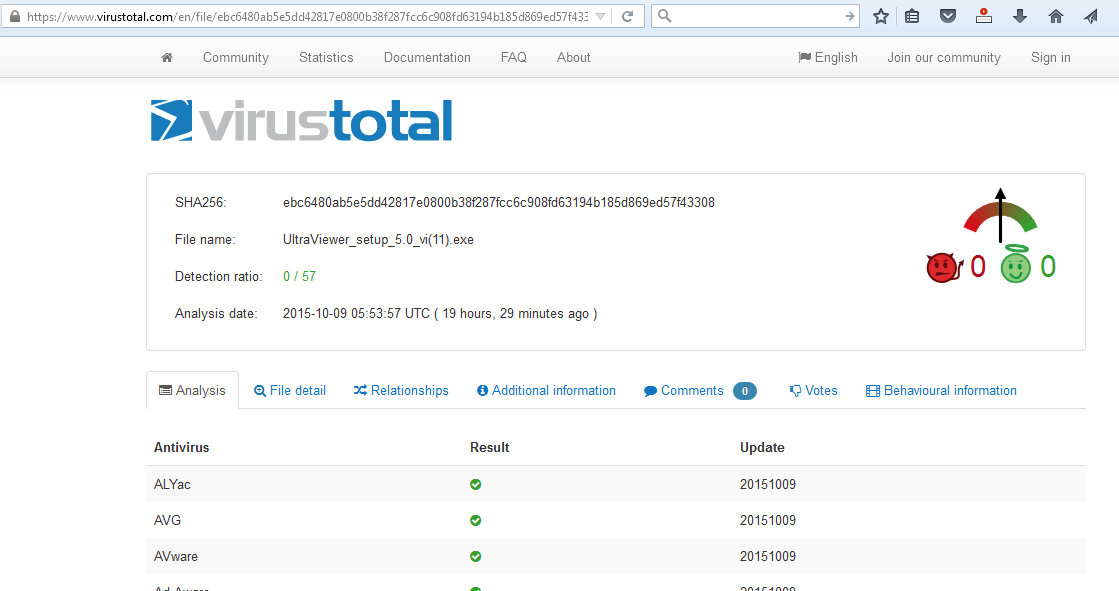 https://www.virustotal.com/en/file/ebc6480ab5e5dd42817e0800b38f287fcc6c908fd63194b185d869ed57f433
Community Statistics Documentation FAQ About English Join our community Sign in
virustotal
SHA256: ebc6480ab5e5dd42817e0800b38f287fcc6c908fd63194b185d869ed57f43308
File name: UltraViewer_setup_5.0_vi(11).exe
Detection ratio: 0 / 57
0 0
Analysis date: 2015-10-09 05:53:57 UTC ( 19 hours, 29 minutes ago )
Analysis File detail Relationships Additional information Comments 0 Votes Behavioural information
Antivirus Result Update
ALYac 20151009
AVG 20151009
AVware 20151009
Ad-Aware 20151009